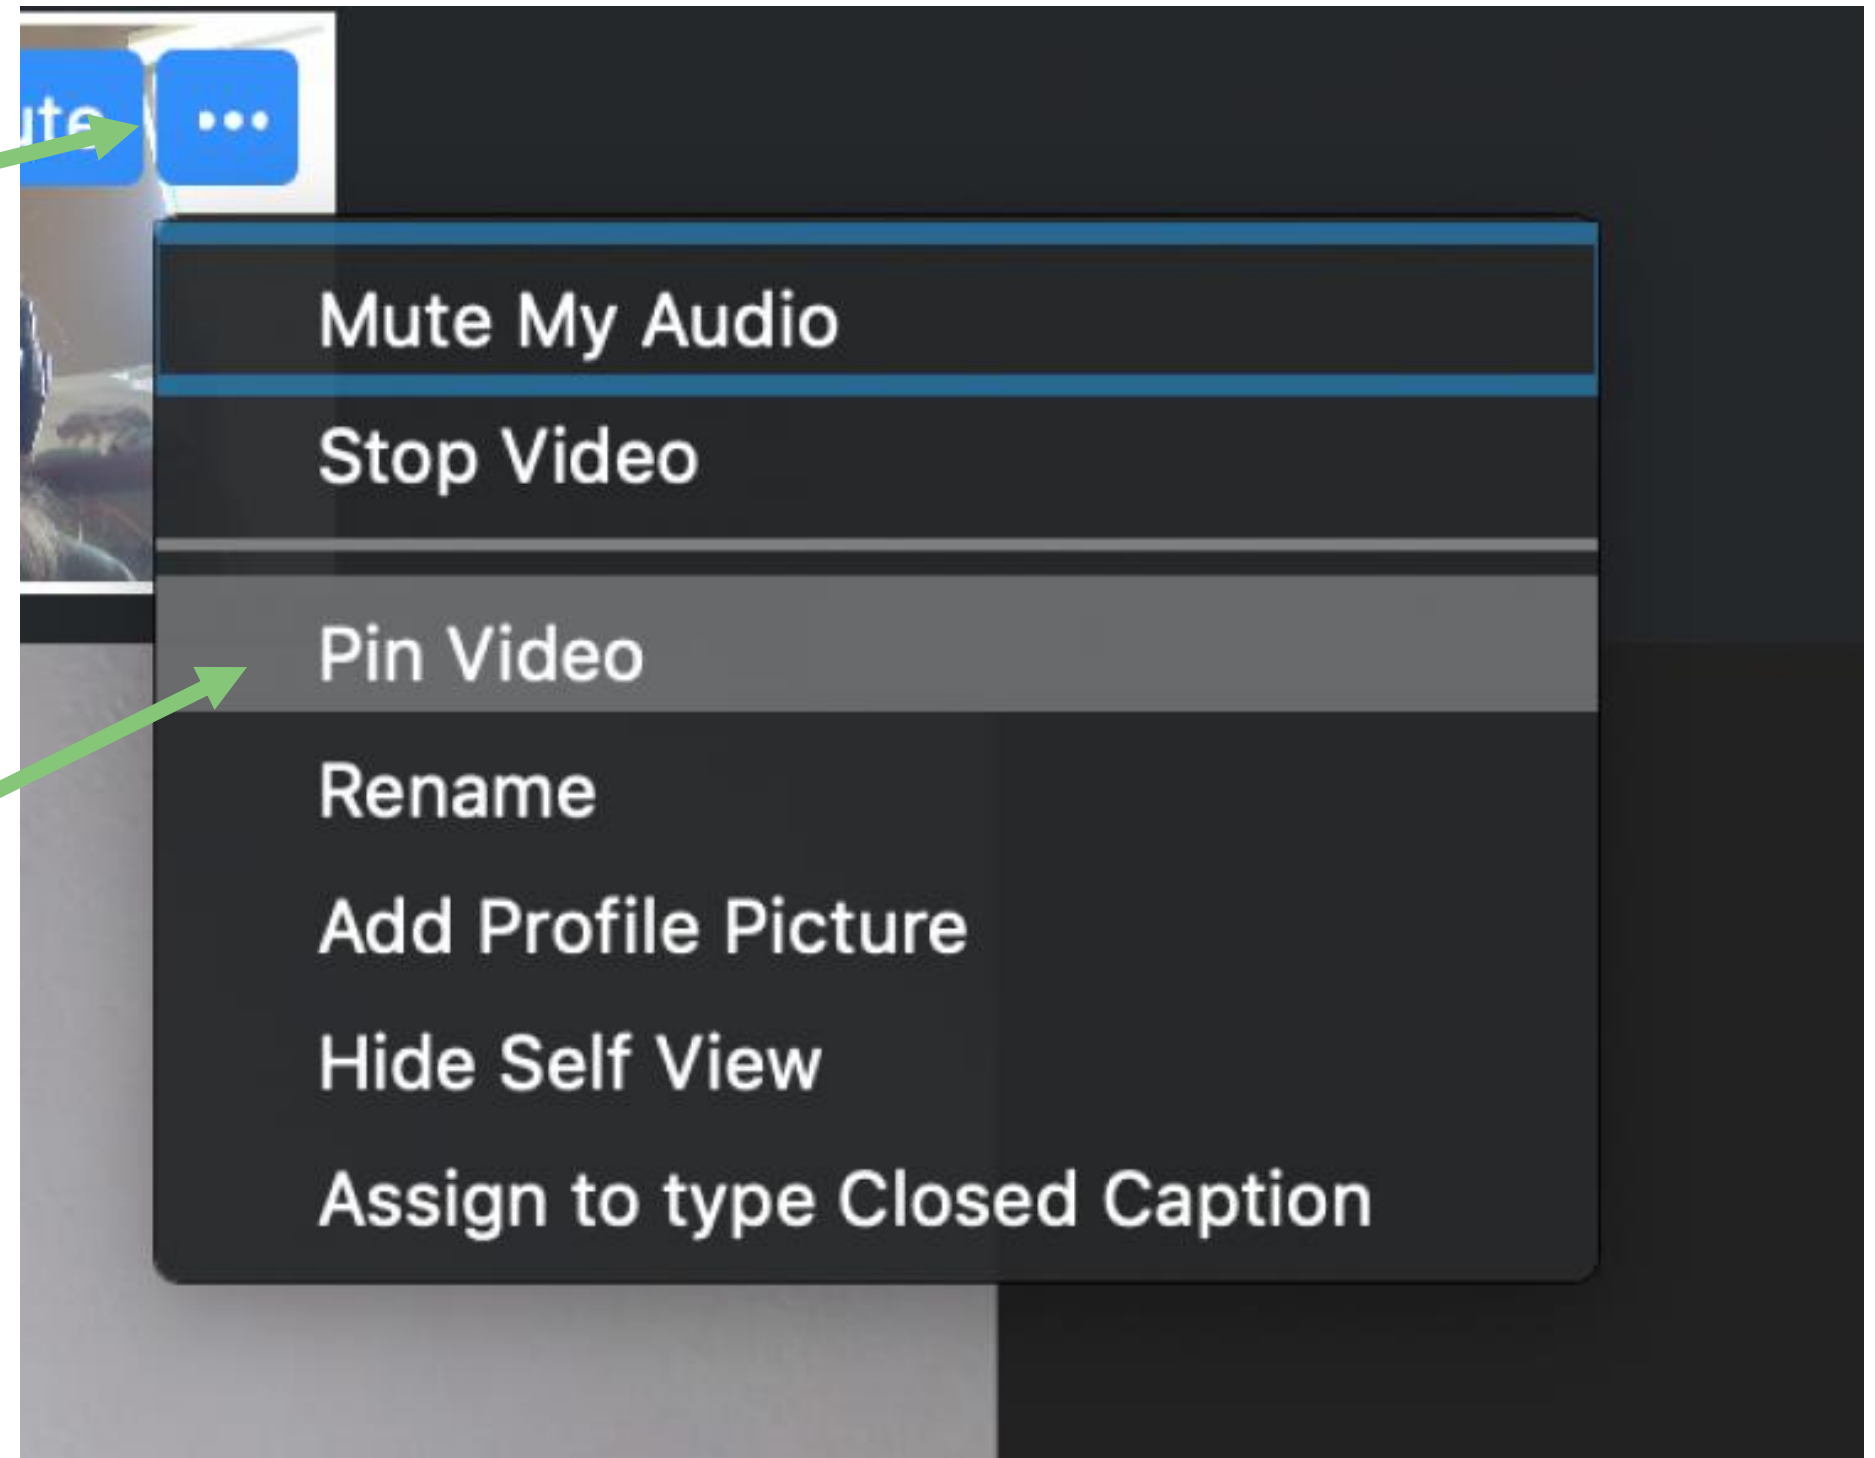 ute ...
Mute My Audio
Stop Video
Pin Video
Rename
Add Profile Picture
Hide Self View
Assign to type Closed Caption